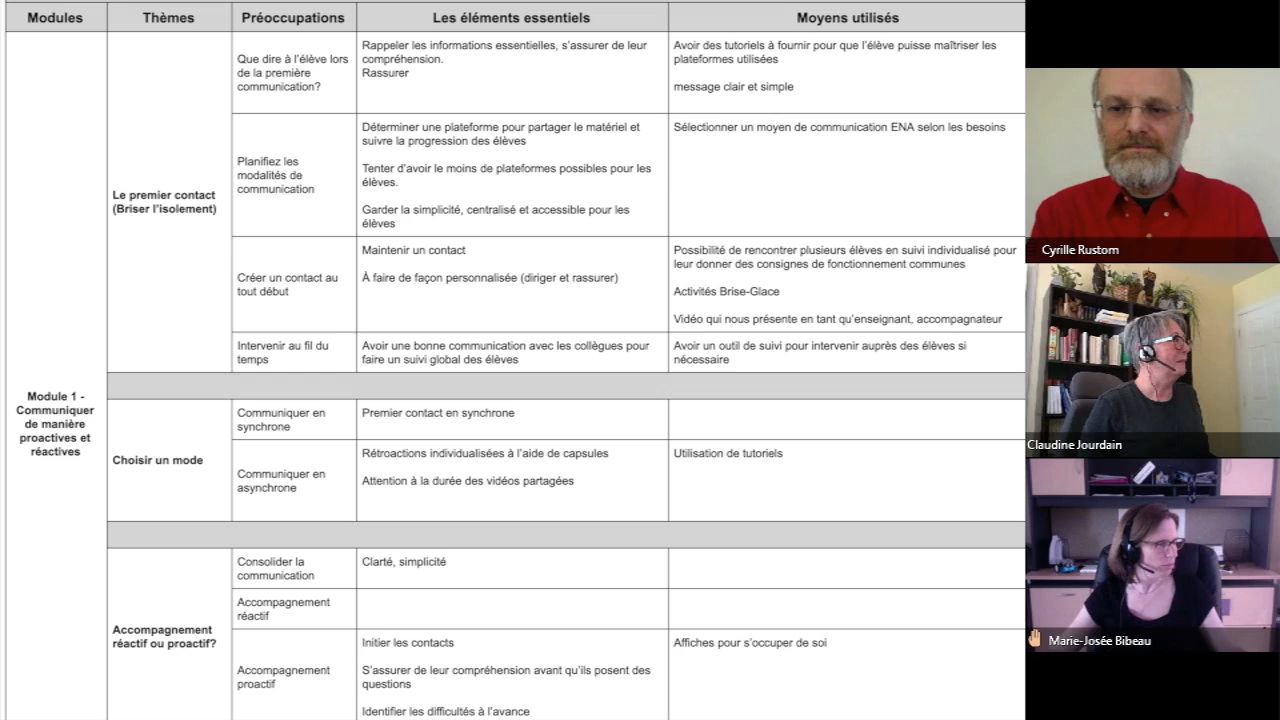 Modules
Thèmes
Préoccupations
Les éléments essentiels
Moyens utilisés
Module 1 -
Communiquer
de manière
proactives et
réactives
Le premier contact
(Briser l'isolement)
Que dire à l'élève lors
de la première
communication?
Rappeler les informations essentielles, s'assurer de leur
compréhension.
Rassurer
Avoir des tutoriels à fournir pour que l'élève puisse maîtriser les
plateformes utilisées
message clair et simple
Planifiez les
modalités de
communication
Déterminer une plateforme pour partager le matériel et
suivre la progression des élèves
Tenter d'avoir le moins de plateformes possibles pour les
élèves.
Garder la simplicité, centralisé et accessible pour les
élèves
Sélectionner un moyen de communication ENA selon les besoins
Créer un contact au
tout début
Maintenir un contact
À faire de façon personnalisée (diriger et rassurer)
Possibilité de rencontrer plusieurs élèves en suivi individualisé pour
leur donner des consignes de fonctionnement communes
Activités Brise-Glace
Vidéo qui nous présente en tant qu'enseignant, accompagnateur
Intervenir au fil du
temps
Avoir une bonne communication avec les collègues pour
faire un suivi global des élèves
Avoir un outil de suivi pour intervenir auprès des élèves si
nécessaire
Choisir un mode
Communiquer en
synchrone
Premier contact en synchrone
Communiquer en
asynchrone
Rétroactions individualisées à l'aide de capsules
Attention à la durée des vidéos partagées
Utilisation de tutoriels
Accompagnement
réactif ou proactif?
Consolider la
communication
Clarté, simplicité
Accompagnement
réactif
Accompagnement
proactif
Initier les contacts
S'assurer de leur compréhension avant qu'ils posent des
questions
Identifier les difficultés à l'avance
Affiches pour s'occuper de soi
Cyrille Rustom
Claudine Jourdain
Marie-Josée Bibeau